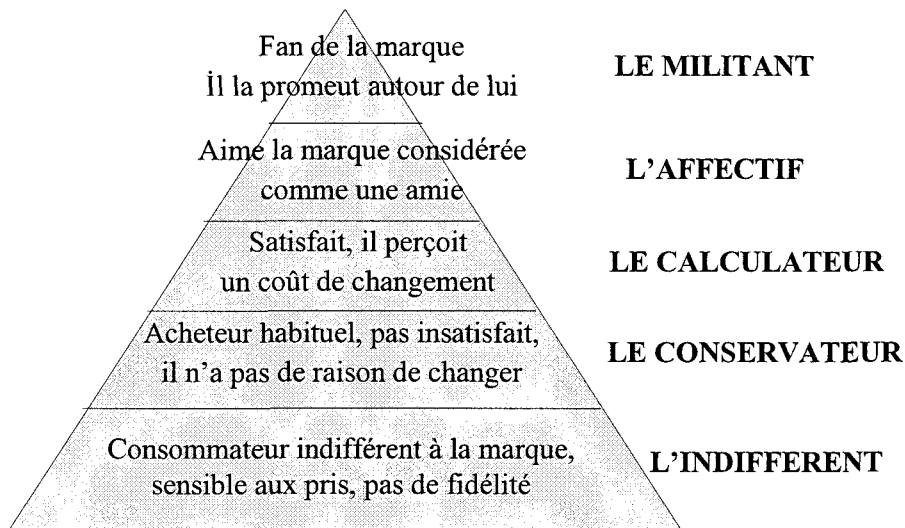 Fan de la marque
İl la promeut autour de lui
LE MILITANT
Aime la marque considérée
comme une amie
L'AFFECTIF
Satisfait, il perçoit
un coût de changement
LE CALCULATEUR
Acheteur habituel, pas insatisfait,
il n'a pas de raison de changer
LE CONSERVATEUR
Consommateur indifférent à la marque,
sensible aux pris, pas de fidélité
L'INDIFFERENT